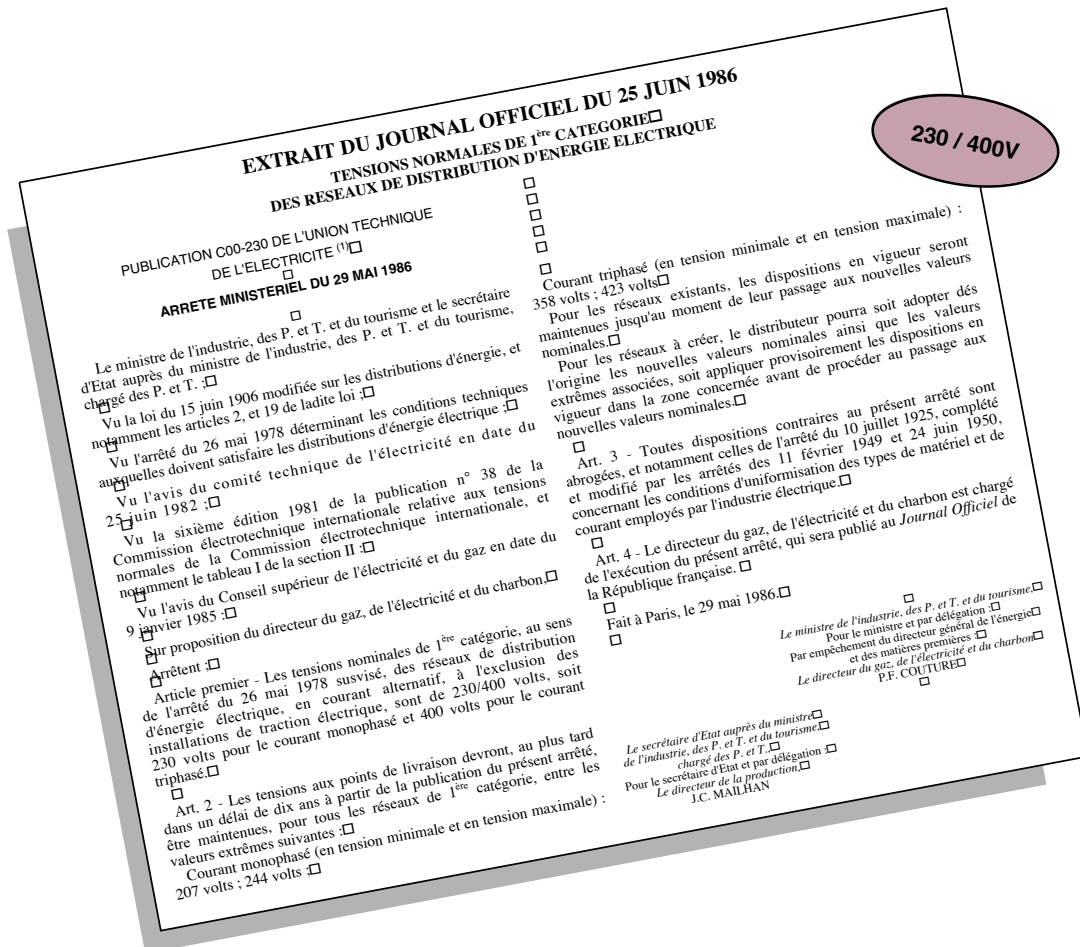 EXTRAIT DU JOURNAL OFFICIEL DU 25 JUIN 1986
TENSIONS NORMALES DE 1ère CATEGORIE
DES RESEAUX DE DISTRIBUTION D'ENERGIE ELECTRIQUE
230 / 400V
PUBLICATION C00-230 DE L'UNION TECHNIQUE
DE L'ELECTRICITE (1)
ARRETE MINISTERIEL DU 29 MAI 1986
Le ministre de l'industrie, des P. et T. et du tourisme et le secrétaire
d'Etat auprès du ministre de l'industrie, des P. et T. et du tourisme,
chargé des P. et T. ;
Vu la loi du 15 juin 1906 modifiée sur les distributions d'énergie, et
notamment les articles 2, et 19 de ladite loi ;
Vu l'arrêté du 26 mai 1978 déterminant les conditions techniques
auxquelles doivent satisfaire les distributions d'énergie électrique ;
Vu l'avis du comité technique de l'électricité en date du
25 juin 1982 ;
Vu la sixième édition 1981 de la publication n° 38 de la
Commission électrotechnique internationale relative aux tensions
normales de la Commission électrotechnique internationale, et
notamment le tableau I de la section II :
Vu l'avis du Conseil supérieur de l'électricité et du gaz en date du
9 janvier 1985 :
Sur proposition du directeur du gaz, de l'électricité et du charbon,
Arrêtent :
Article premier - Les tensions nominales de 1ère catégorie, au sens
de l'arrêté du 26 mai 1978 susvisé, des réseaux de distribution
d'énergie électrique, en courant alternatif, à l'exclusion des
installations de traction électrique, sont de 230/400 volts, soit
230 volts pour le courant monophasé et 400 volts pour le courant
triphasé.
Art. 2 - Les tensions aux points de livraison devront, au plus tard
dans un délai de dix ans à partir de la publication du présent arrêté,
être maintenues, pour tous les réseaux de 1ère catégorie, entre les
valeurs extrêmes suivantes :
Courant monophasé (en tension minimale et en tension maximale) :
207 volts ; 244 volts ;
Courant triphasé (en tension minimale et en tension maximale) :
358 volts ; 423 volts
Pour les réseaux existants, les dispositions en vigueur seront
maintenues jusqu'au moment de leur passage aux nouvelles valeurs
nominales.
Pour les réseaux à créer, le distributeur pourra soit adopter dés
l'origine les nouvelles valeurs nominales ainsi que les valeurs
extrêmes associées, soit appliquer provisoirement les dispositions en
vigueur dans la zone concernée avant de procéder au passage aux
nouvelles valeurs nominales.
Art. 3 - Toutes dispositions contraires au présent arrêté sont
abrogées, et notamment celles de l'arrêté du 10 juillet 1925, complété
et modifié par les arrêtés des 11 février 1949 et 24 juin 1950,
concernant les conditions d'uniformisation des types de matériel et de
courant employés par l'industrie électrique.
Art. 4 - Le directeur du gaz, de l'électricité et du charbon est chargé
de l'exécution du présent arrêté, qui sera publié au Journal Officiel de
la République française.
Fait à Paris, le 29 mai 1986.
Le ministre de l'industrie, des P. et T. et du tourisme,
Pour le ministre et par délégation :
Par empêchement du directeur général de l'énergie
et des matières premières :
Le directeur du gaz, de l'électricité et du charbon
P.F. COUTURE
Le secrétaire d'Etat auprès du ministre
de l'industrie, des P. et T. et du tourisme,
chargé des P. et T.,
Pour le secrétaire d'Etat et par délégation :
Le directeur de la production,
J.C. MAILHAN